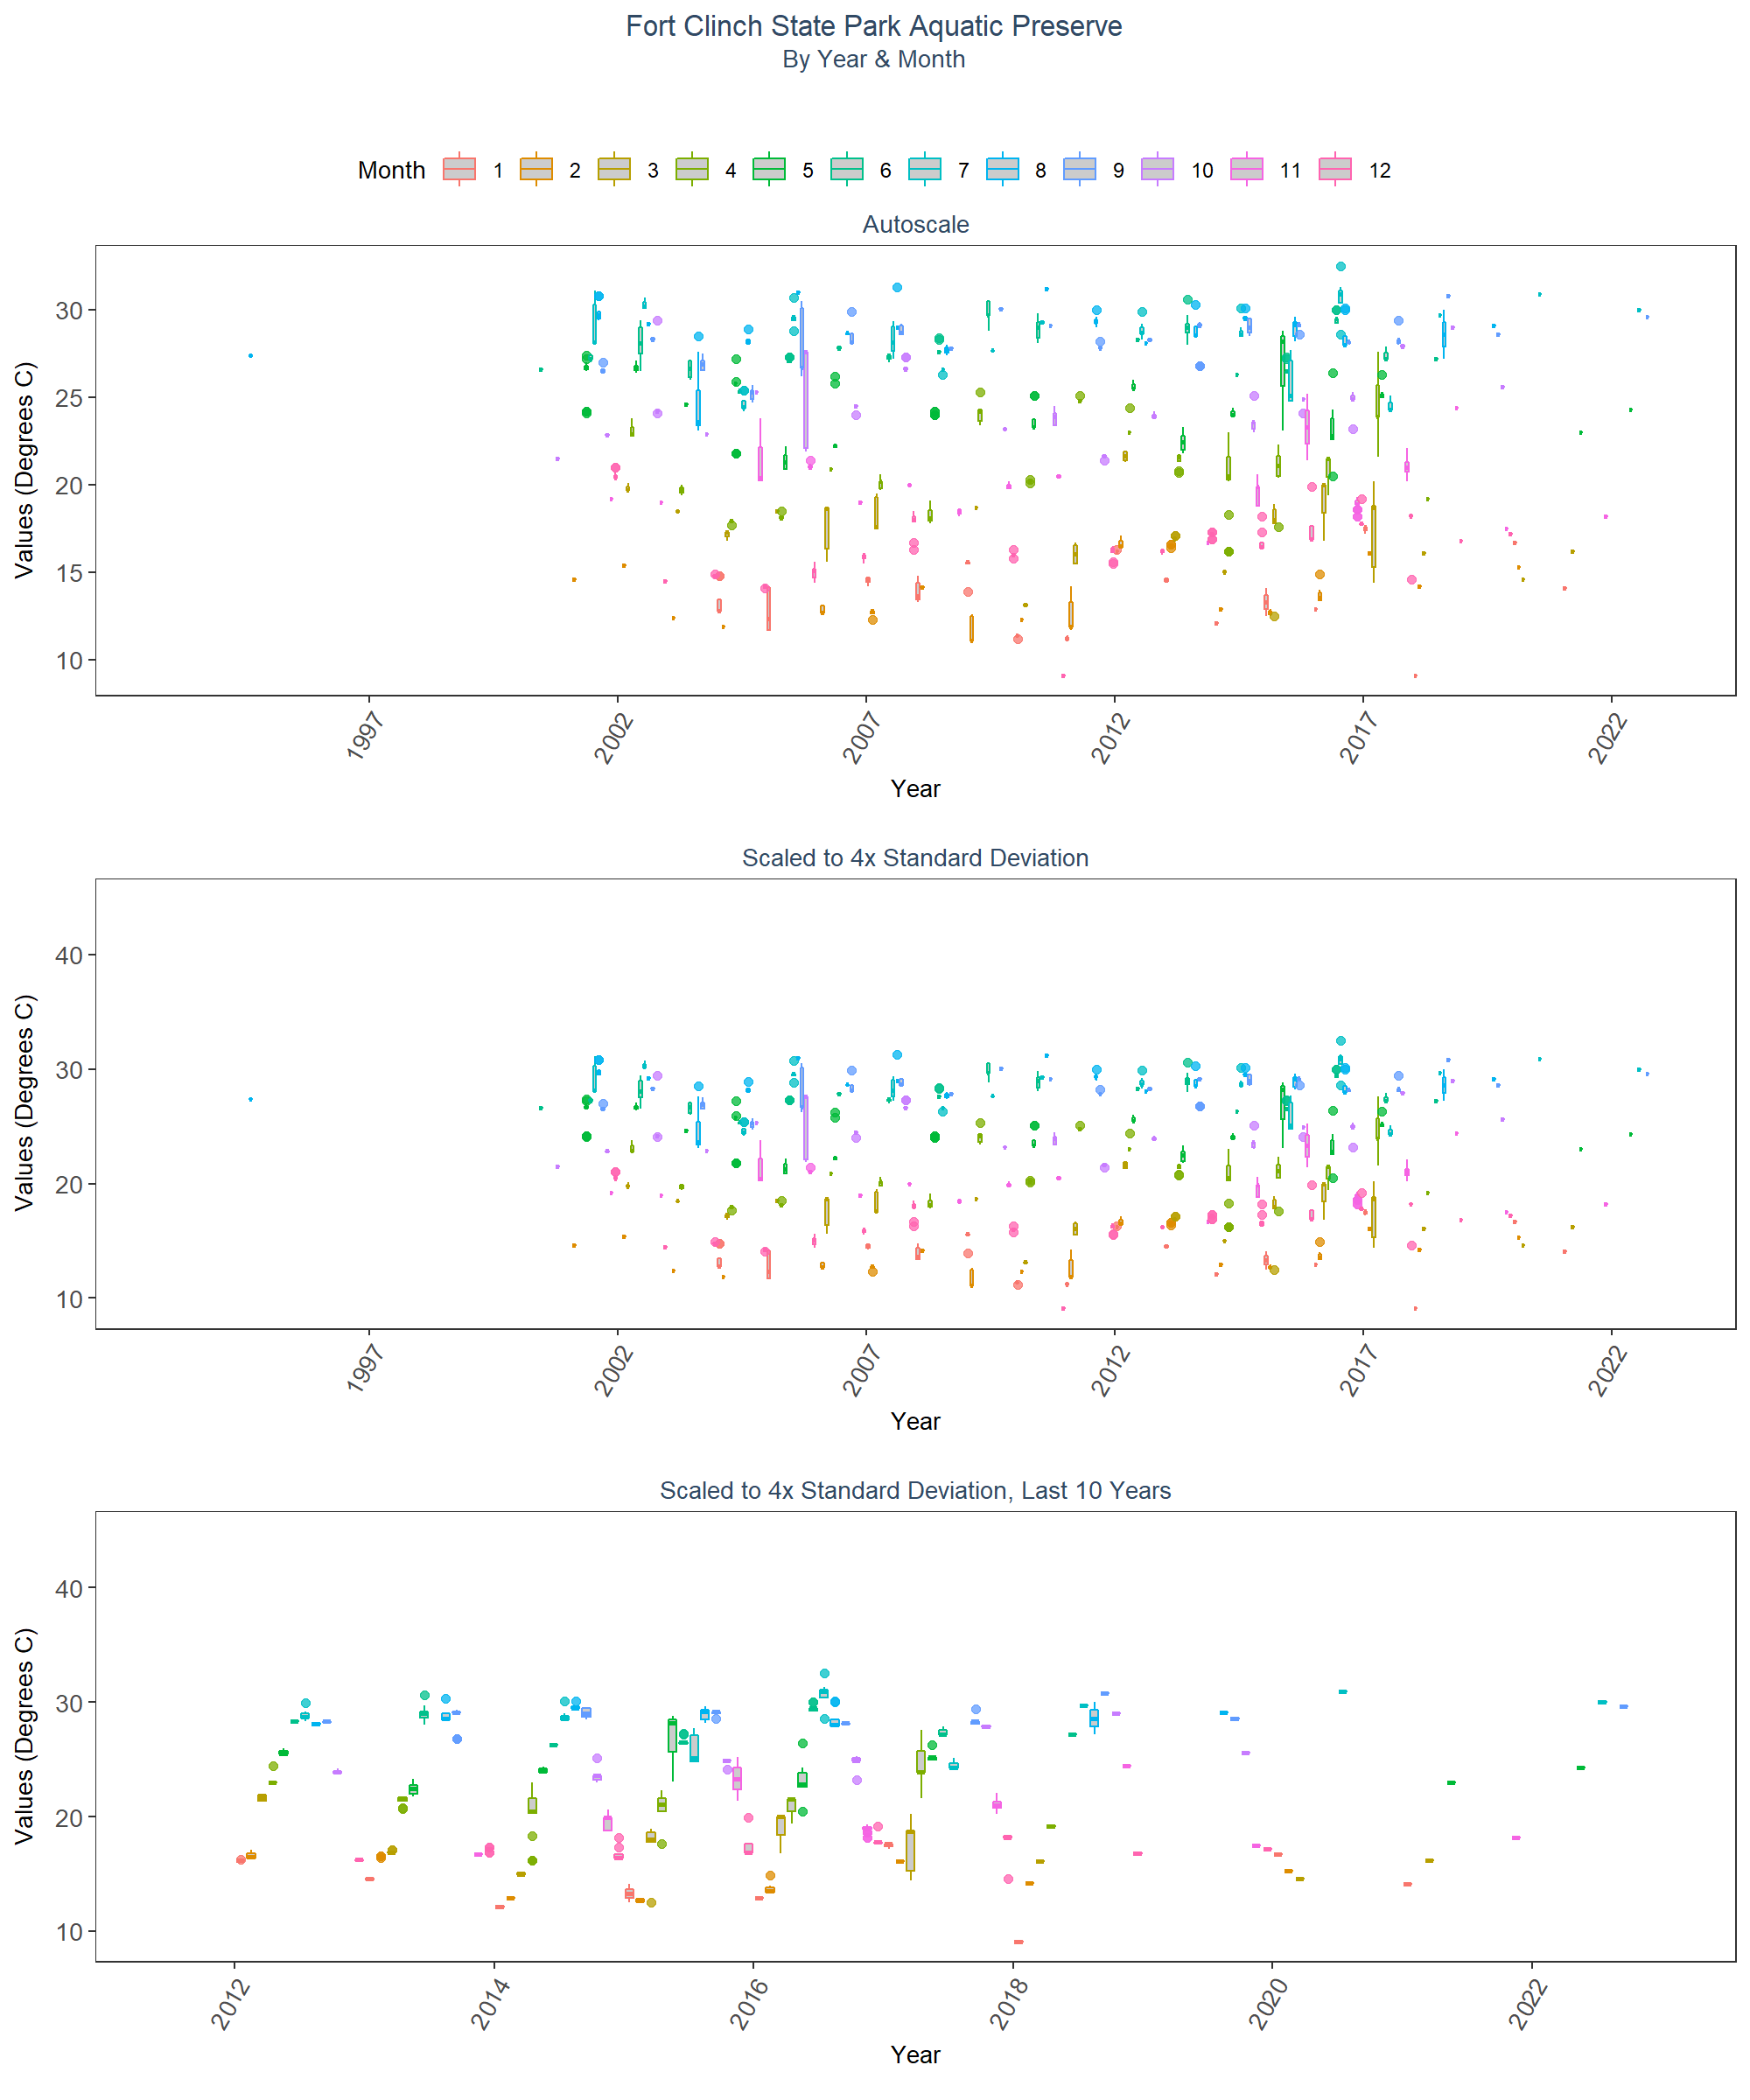 Fort Clinch State Park Aquatic Preserve
By Year & Month
Month 1 2 3 4 5 6 7 8 9 10 11 12
Autoscale
Values (Degrees C)
30
25
20
15
10
1997 2002 2007 2012 2017 2022
Year
Scaled to 4x Standard Deviation
Values (Degrees C)
40
30
20
10
1997 2002 2007 2012 2017 2022
Year
Scaled to 4x Standard Deviation, Last 10 Years
Values (Degrees C)
40
30
20
10
2012 2014 2016 2018 2020 2022
Year